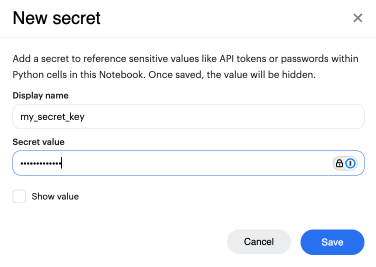 New secret
Add a secret to reference sensitive values like API tokens or passwords within
Python cells in this Notebook. Once saved, the value will be hidden.
Display name
my_secret_key
Secret value
•••••••••••••
Show value
Cancel
Save